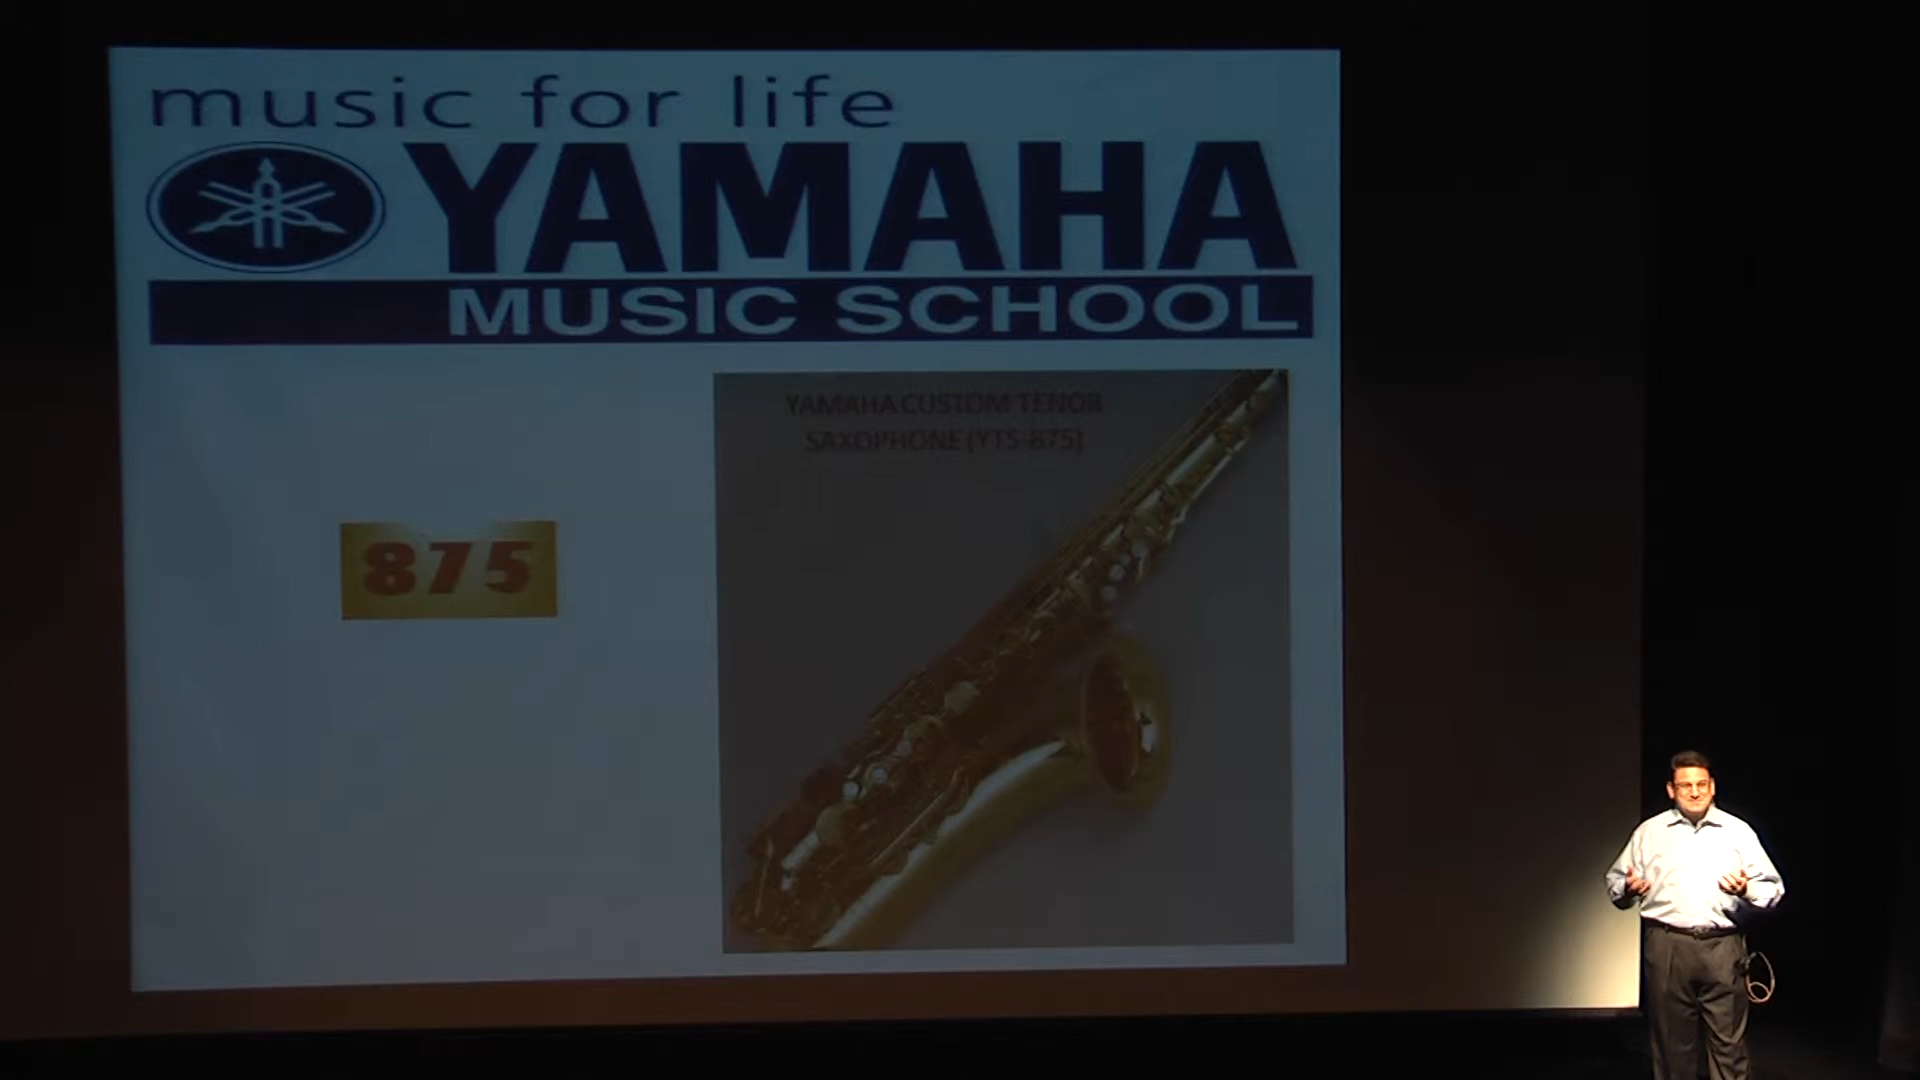 music for life
YAMAHA
MUSIC SCHOOL
YAMAHA CUSTOM TENOR
SAXOPHONE (YTS-875)
875